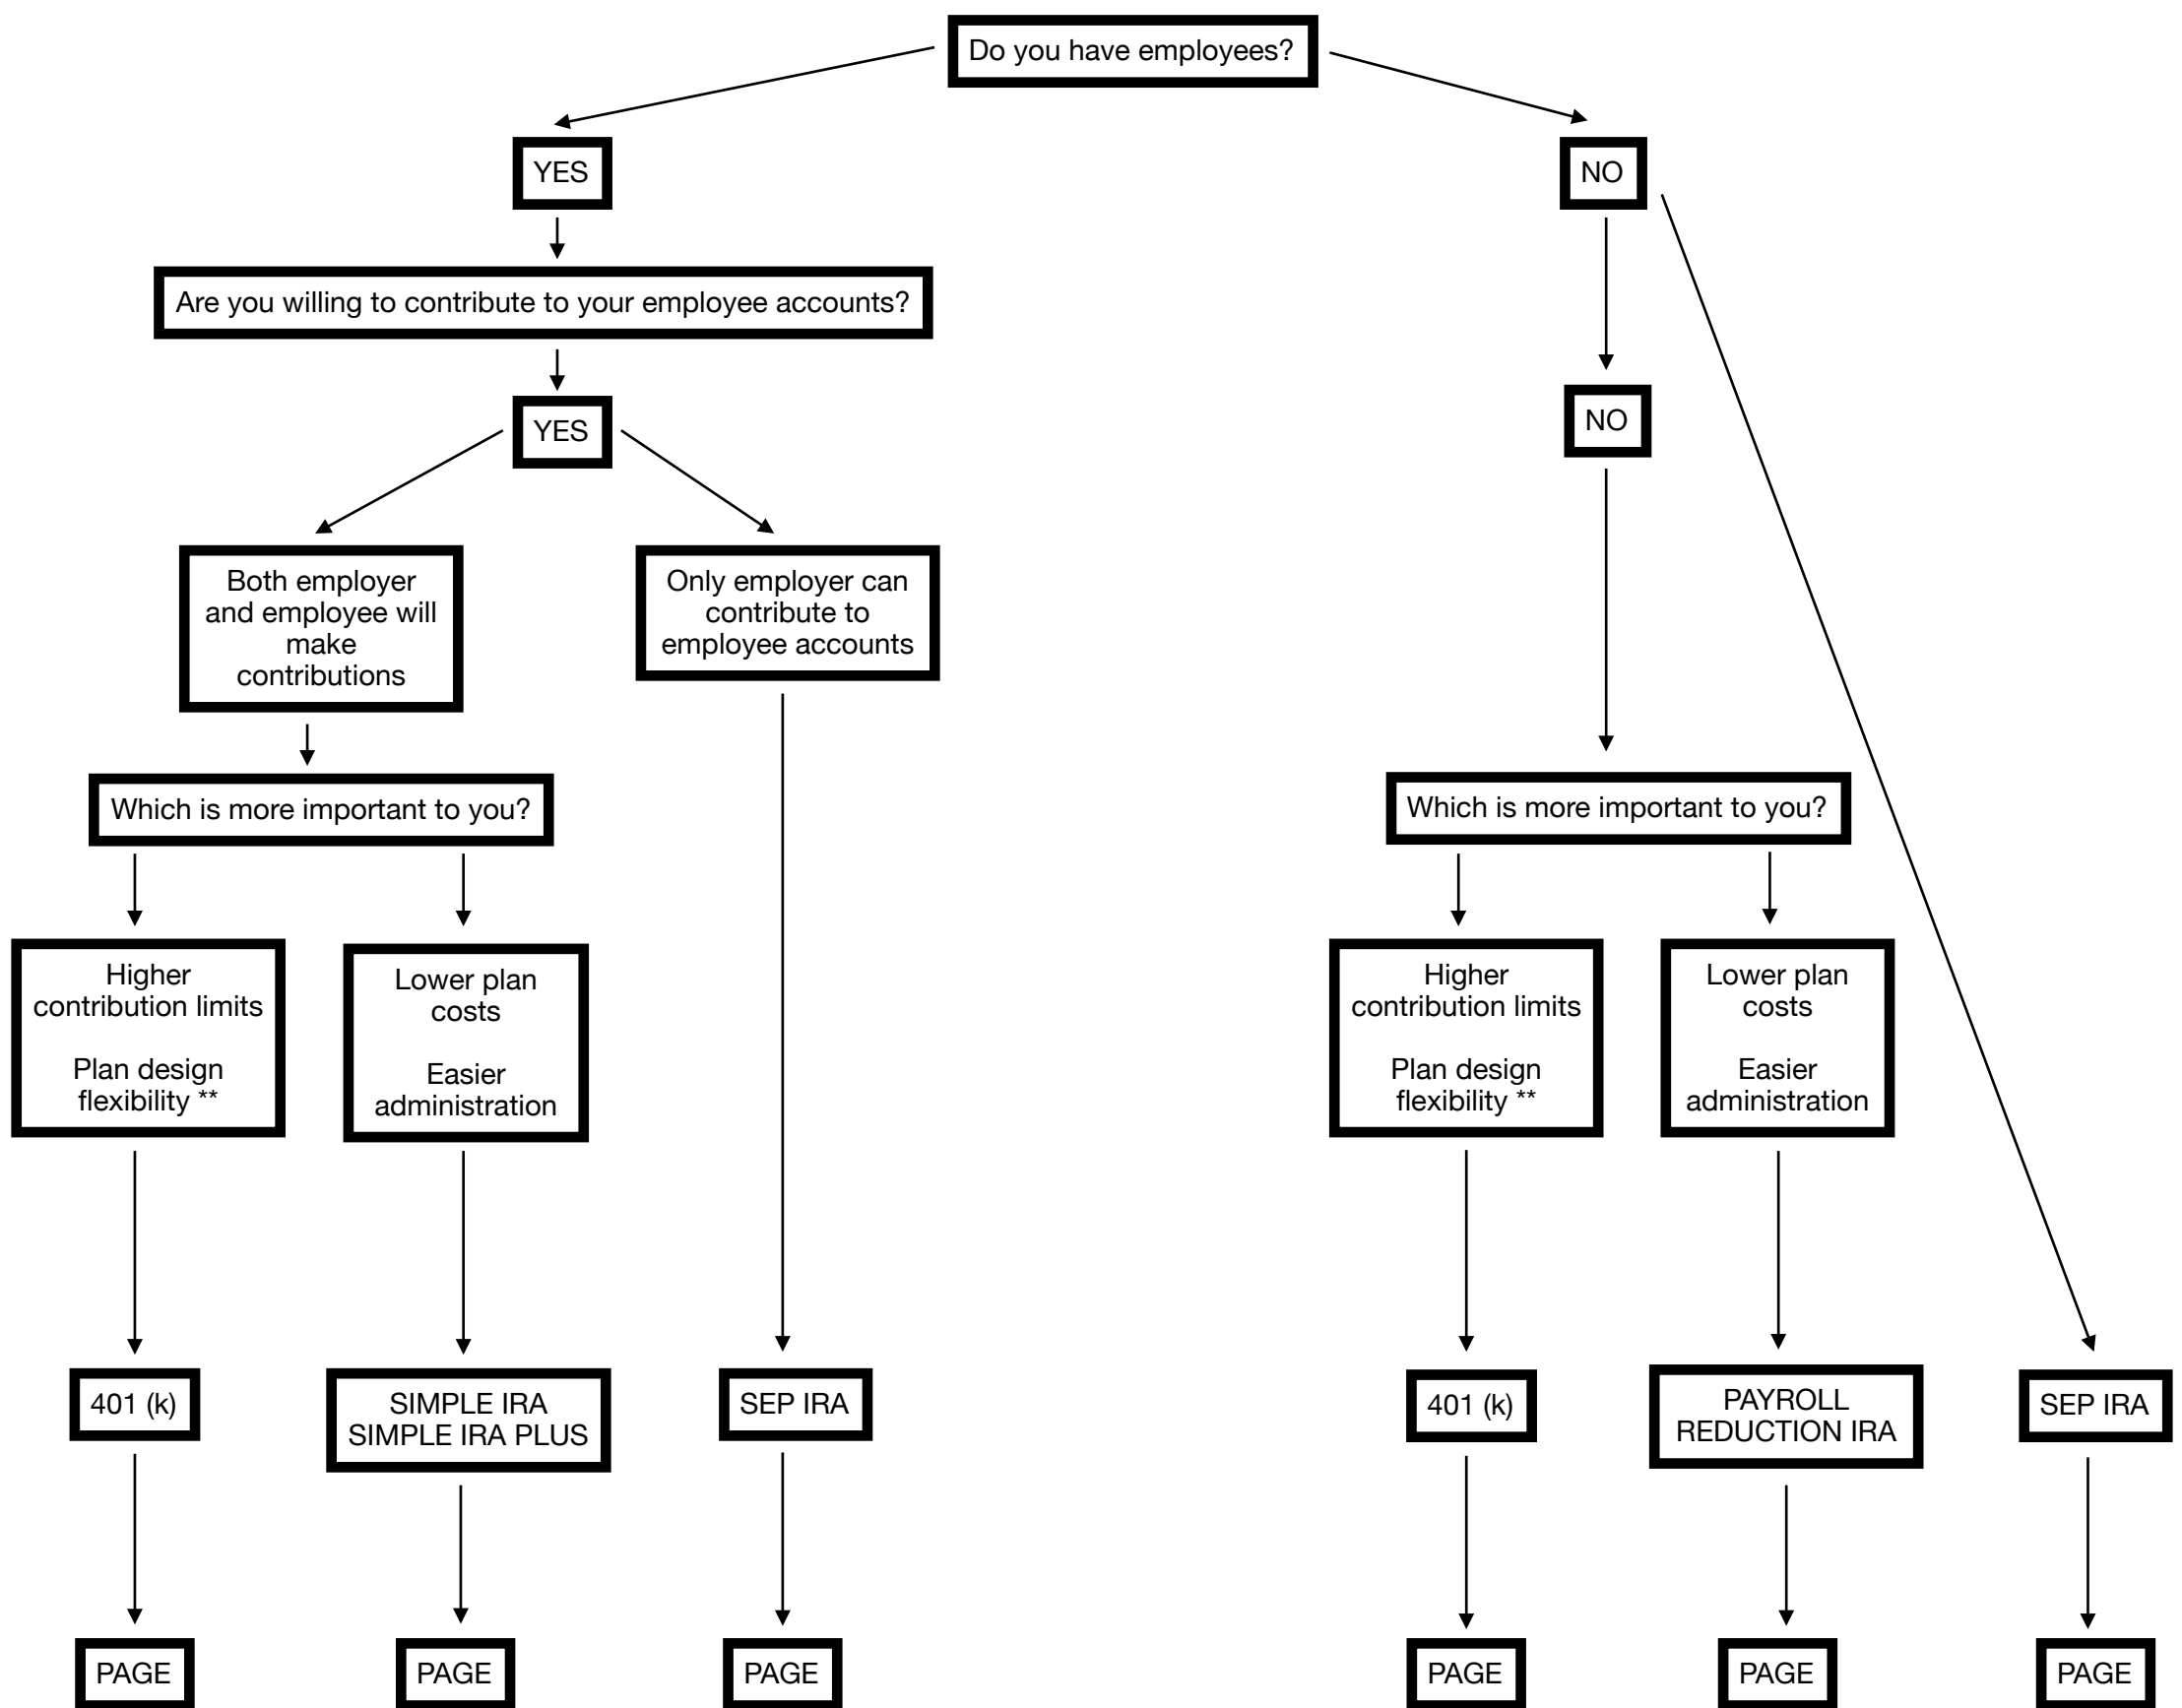 Do you have employees?
YES
NO
Are you willing to contribute to your employee accounts?
YES
NO
Both employer
and employee will
make
contributions
Only employer can
contribute to
employee accounts
Which is more important to you?
Which is more important to you?
Higher
contribution limits
Plan design
flexibility **
Lower plan
costs
Easier
administration
Higher
contribution limits
Plan design
flexibility **
Lower plan
costs
Easier
administration
401 (k)
SIMPLE IRA
SIMPLE IRA PLUS
SEP IRA
401 (k)
PAYROLL
REDUCTION IRA
SEP IRA
PAGE
PAGE
PAGE
PAGE
PAGE
PAGE